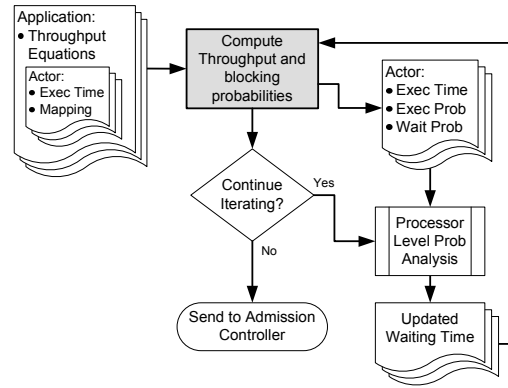 Application:
• Throughput
Equations
Actor:
• Exec Time
• Mapping
Compute
Throughput and
blocking
probabilities
Actor:
• Exec Time
• Exec Prob
• Wait Prob
Continue
Iterating?
Yes
No
Processor
Level Prob
Analysis
Send to Admission
Controller
Updated
Waiting Time